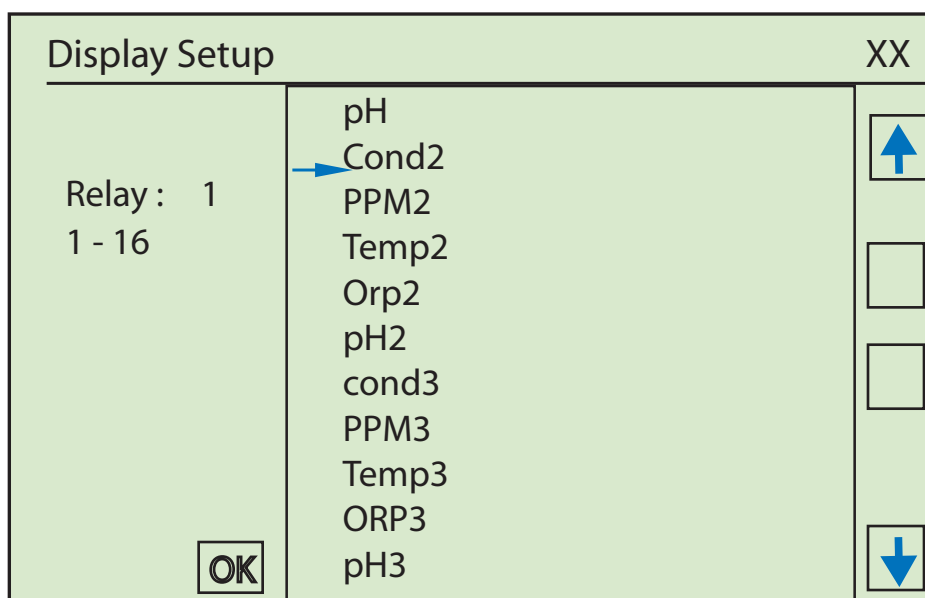 Display Setup XX
Relay : 1
1 - 16
OK
pH
Cond2
PPM2
Temp2
Orp2
pH2
cond3
PPM3
Temp3
ORP3
pH3